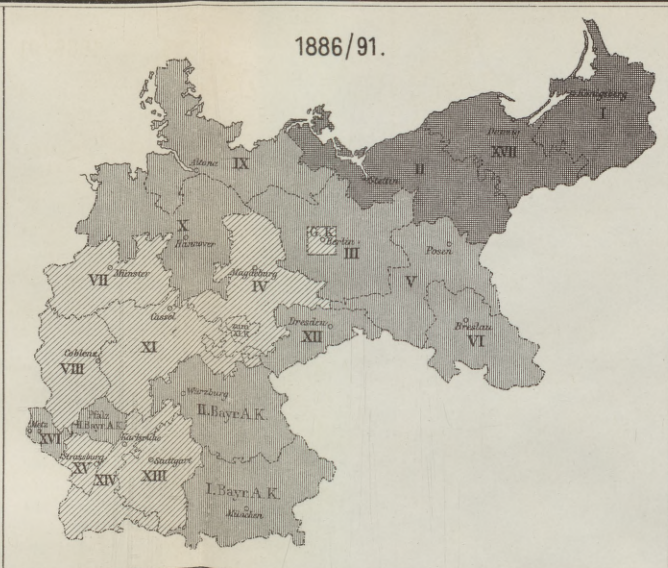 1886/91.
Königsberg
I
Danzig
XVII
Altona
IX
II
Stettin
X
Hannover
G.K.
Berlin
III
Magdeburg
IV
Posen
V
VII
Münster
Cassel
XI
zum
XI.K.
Dresden
XII
Breslau
VI
Coblenz
VIII
Würzburg
II.Bayr.A.K.
Metz
XVI
Pfalz
II.Bayr.A.K.
Karlsruhe
Strassburg
XV
XIV
Stuttgart
XIII
I.Bayr.A.K.
München